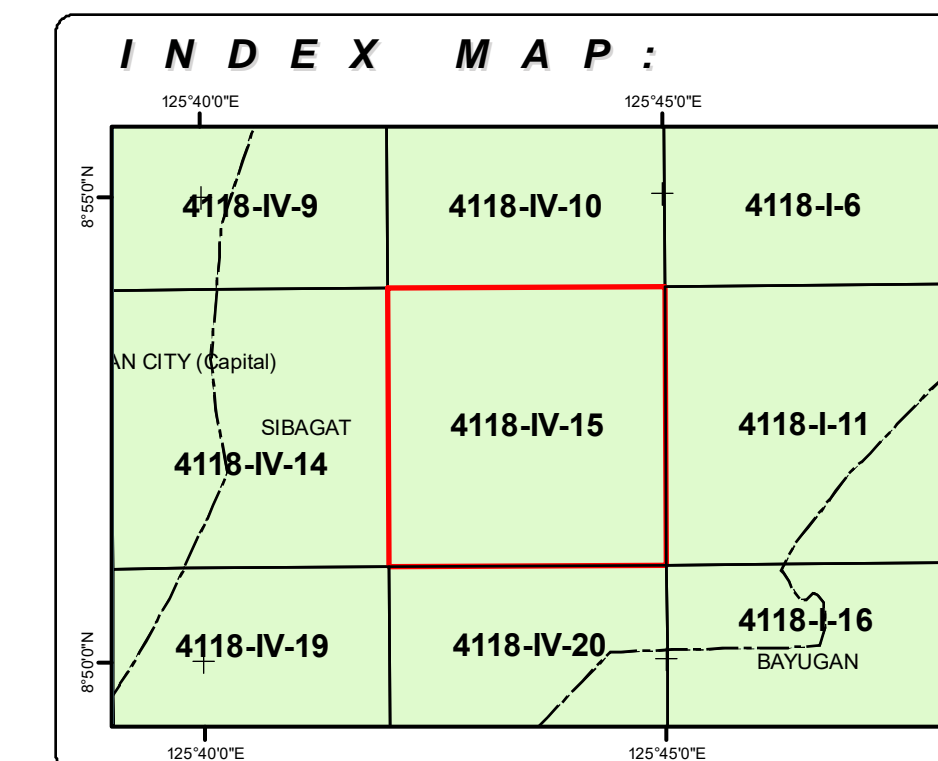 INDEX MAP:
125°40'0"E 125°45'0"E
8°55'0"N
4118-IV-9 4118-IV-10 4118-I-6
AN CITY (Capital)
SIBAGAT
4118-IV-15 4118-I-11
4118-IV-14
4118-IV-19 4118-IV-20 4118-I-16
8°50'0"N
BAYUGAN
125°40'0"E 125°45'0"E